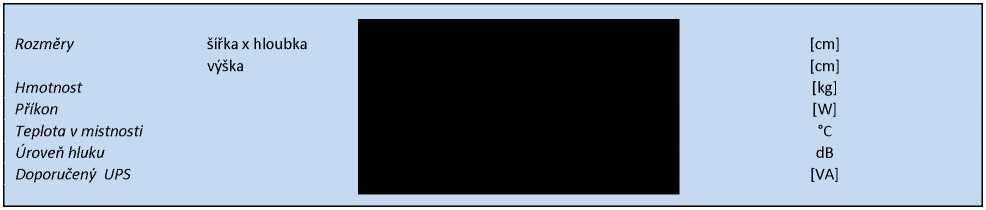 Rozměry šířka x hloubka [cm]
výška [cm]
Hmotnost [kg]
Příkon [W]
Teplota v mistnosti °C
Úroveň hluku dB
Doporučený UPS [VA]